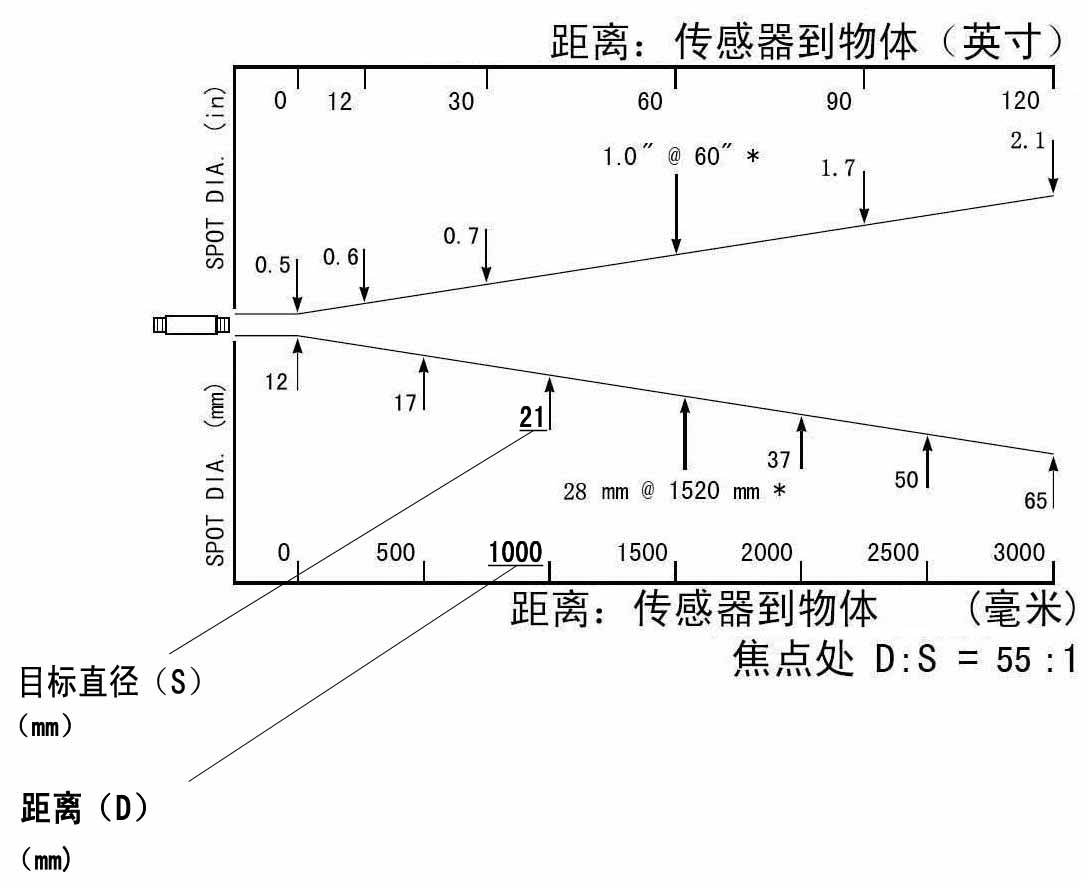 距离：传感器到物体（英寸）
0 12 30 60 90 120
SPOT DIA. (in)
2.1
1.0" @ 60" *
1.7
0.7
0.6
0.5
12
17
21
SPOT DIA. (mm)
37
50
28 mm @ 1520 mm *
65
0 500 1000 1500 2000 2500 3000
距离：传感器到物体 (毫米)
焦点处 D:S = 55:1
目标直径（S）
（mm）
距离（D）
（mm）